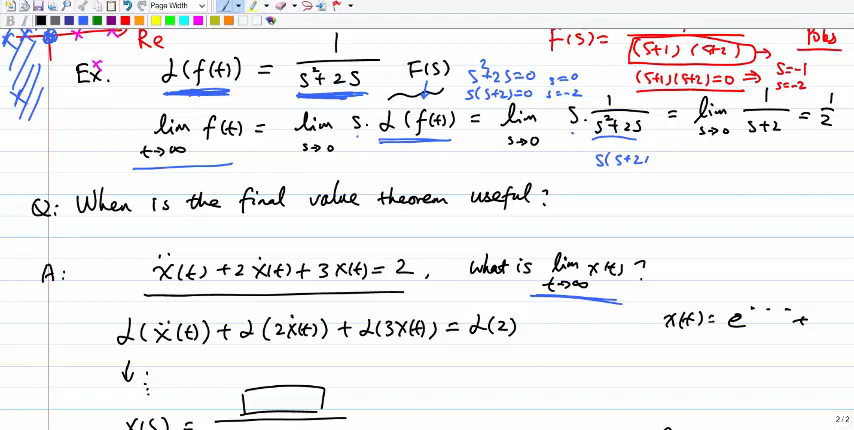 Page Width
B I
Re
F(s) = 1/((s+1)(s+2))
Poles
(s+1)(s+2)=0 ⇒ s=-1
s=-2
Ex. ℒ(f(t)) = 1/(s²+2s)
F(s)
s²+2s=0 s=0
s(s+2)=0 s=-2
lim t→∞ f(t) = lim s→0 s·ℒ(f(t)) = lim s→0 s·1/(s²+2s) = lim s→0 1/(s+2) = 1/2
s(s+2)
Q: When is the final value theorem useful?
A: ẍ(t) + 2ẋ(t) + 3x(t) = 2, What is lim t→∞ x(t)?
ℒ(ẍ(t)) + ℒ(2ẋ(t)) + ℒ(3x(t)) = ℒ(2)
x(t) = e^... +
↓ ⋮
X(s) =
2 / 2